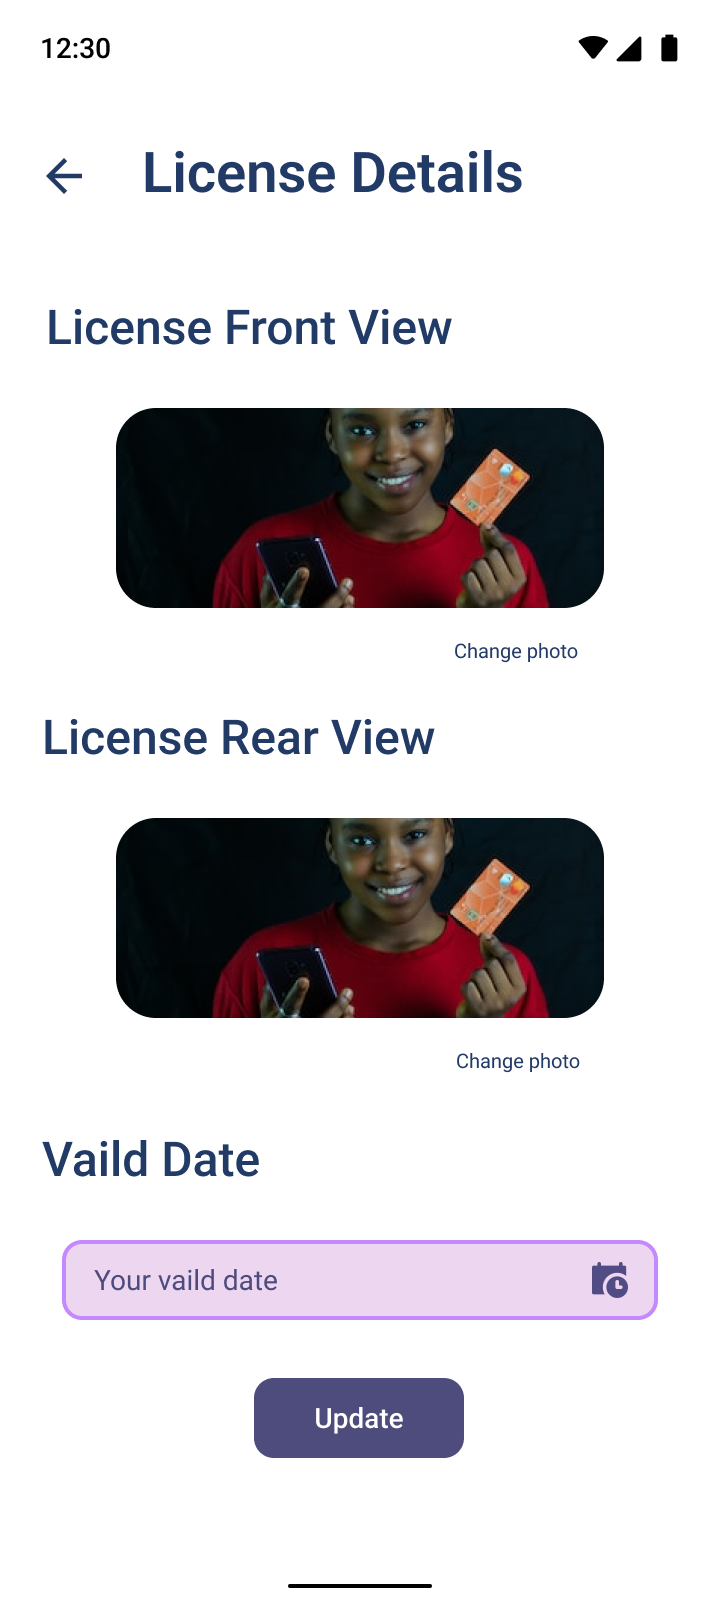 12:30
License Details
License Front View
Change photo
License Rear View
Change photo
Vaild Date
Your vaild date
Update